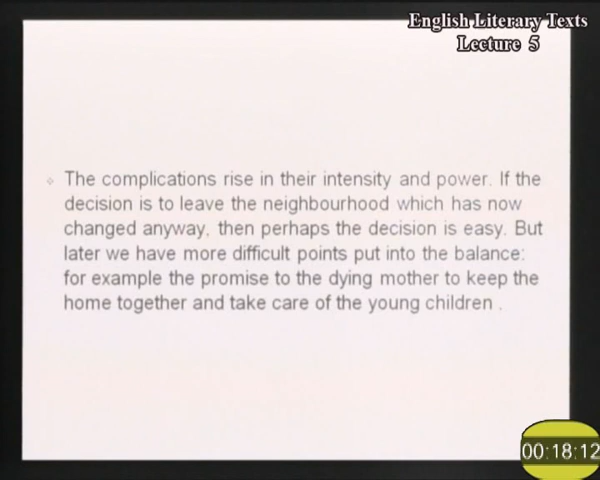 English Literary Texts
Lecture 5
The complications rise in their intensity and power. If the
decision is to leave the neighbourhood which has now
changed anyway, then perhaps the decision is easy. But
later we have more difficult points put into the balance:
for example the promise to the dying mother to keep the
home together and take care of the young children .
00:18:12